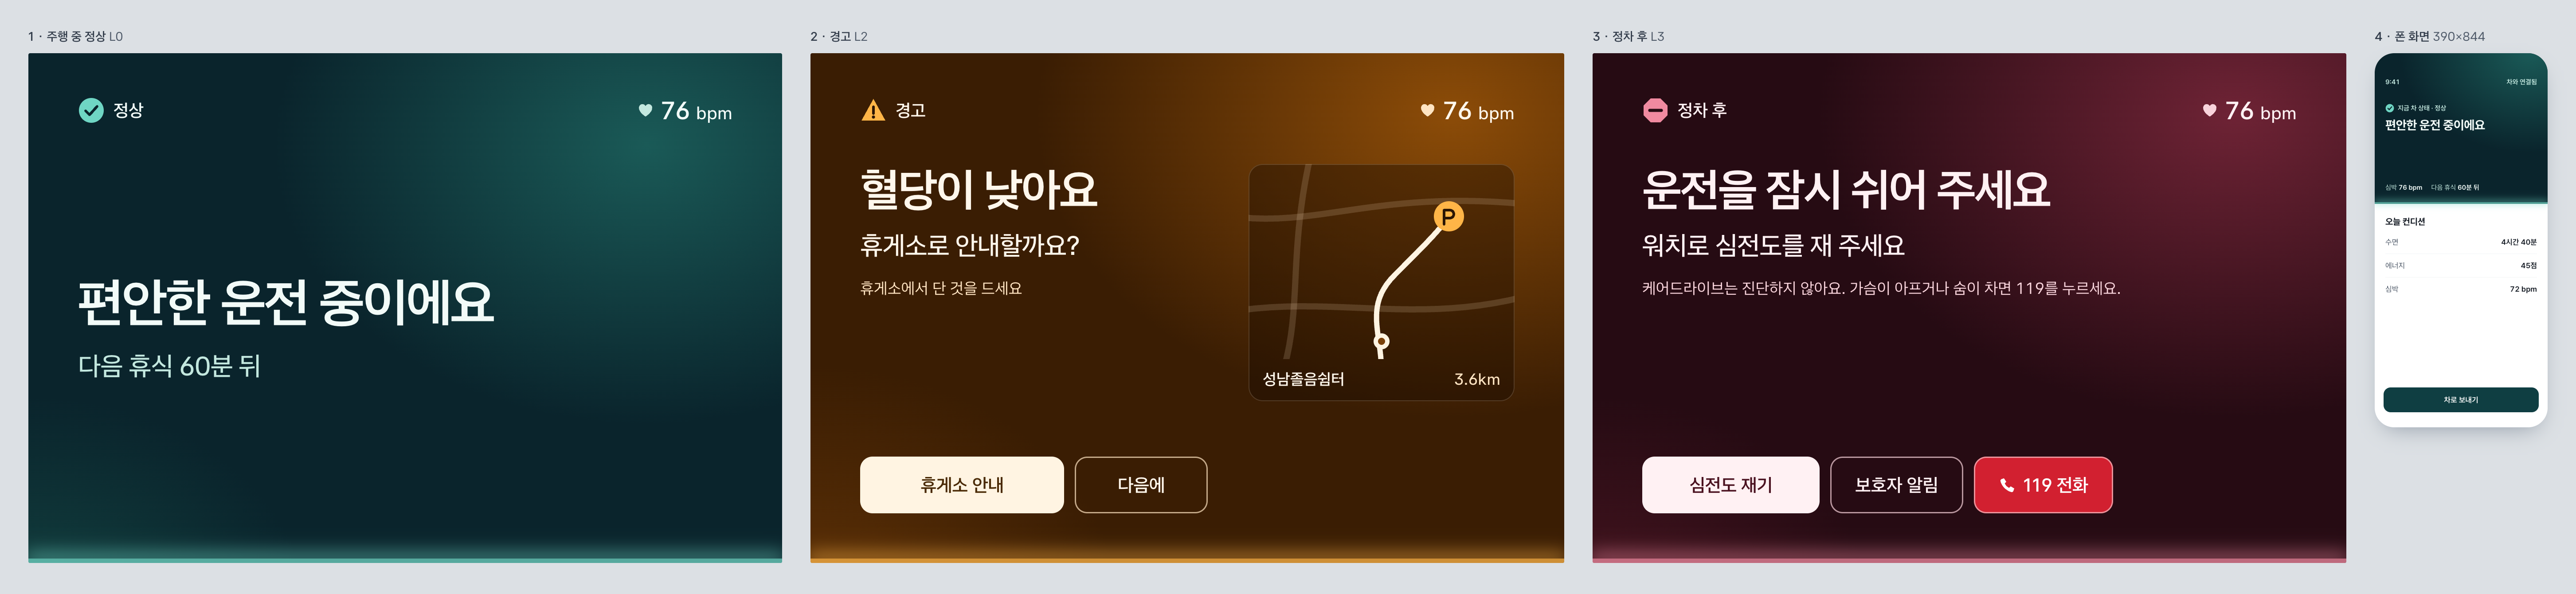 1 · 주행 중 정상 L0
정상
76 bpm
편안한 운전 중이에요
다음 휴식 60분 뒤
2 · 경고 L2
경고
76 bpm
혈당이 낮아요
휴게소로 안내할까요?
휴게소에서 단 것을 드세요
P
성남졸음쉼터 3.6km
휴게소 안내
다음에
3 · 정차 후 L3
정차 후
76 bpm
운전을 잠시 쉬어 주세요
워치로 심전도를 재 주세요
케어드라이브는 진단하지 않아요. 가슴이 아프거나 숨이 차면 119를 누르세요.
심전도 재기
보호자 알림
119 전화
4 · 폰 화면 390×844
9:41 차와 연결됨
지금 차 상태 · 정상
편안한 운전 중이에요
심박 76 bpm 다음 휴식 60분 뒤
오늘 컨디션
수면 4시간 40분
에너지 45점
심박 72 bpm
차로 보내기